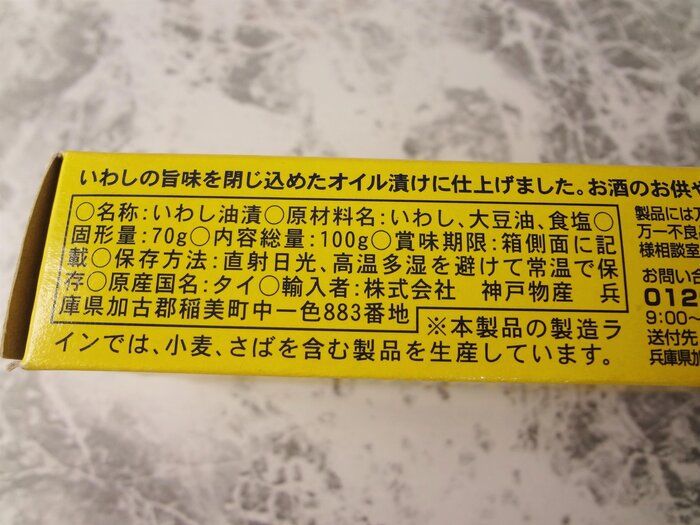 いわしの旨味を閉じ込めたオイル漬けに仕上げました。お酒のお供や
○名称:いわし油漬○原材料名:いわし、大豆油、食塩○
固形量:70g○内容総量:100g○賞味期限:箱側面に記
載○保存方法:直射日光、高温多湿を避けて常温で保
存○原産国名:タイ○輸入者:株式会社 神戸物産 兵
庫県加古郡稲美町中一色883番地
※本製品の製造ラ
インでは、小麦、さばを含む製品を生産しています。
製品には万
万一不良
様相談室
お問い合
012
9:00~
送付先
兵庫県加